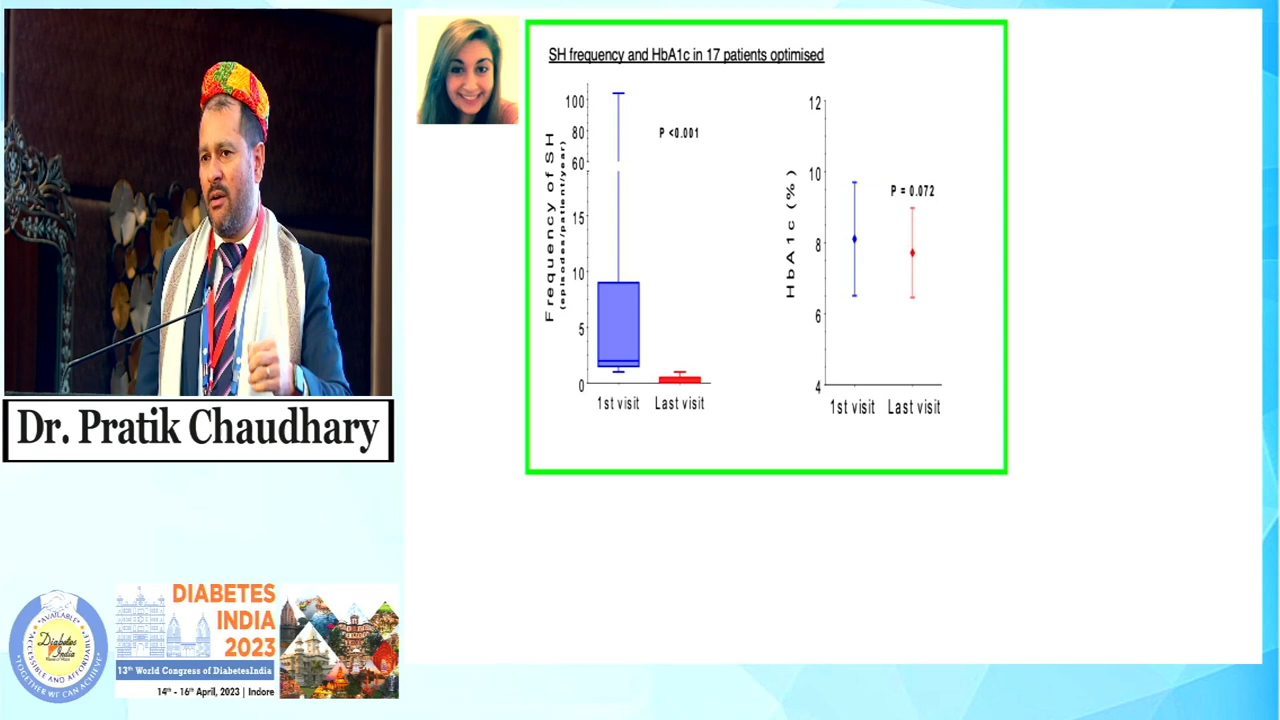 SH frequency and HbA1c in 17 patients optimised
Frequency of SH
(episodes/patient/year)
100
80
60
15
10
5
0
P <0.001
1st visit
Last visit
HbA1c (%)
12
10
8
6
4
P = 0.072
1st visit
Last visit
Dr. Pratik Chaudhary
AVAILABLE
ACCESSIBLE AND AFFORDABLE
TOGETHER WE CAN ACHIEVE
Diabetes
India
DIABETES
INDIA
2023
13th World Congress of DiabetesIndia
14th - 16th April, 2023 | Indore